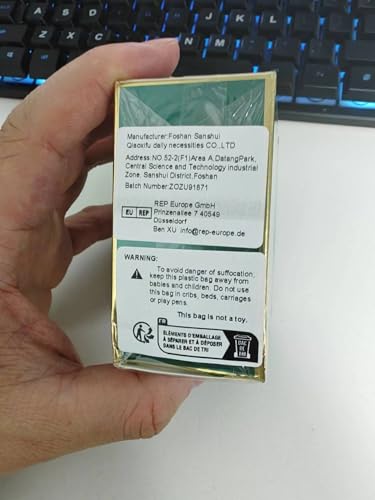 Manufacturer:Foshan Sanshui
Qiaoxifu daily necessities CO.,LTD
Address:NO.52-2(F1)Area A,DatangPark,
Central Science and Technology industrial
Zone, Sanshui District,Foshan
Batch Number:ZOZU91871
EU REP
REP Europe GmbH
Prinzenallee 7 40549
Düsseldorf
Ben XU info@rep-europe.de
WARNING:
To avoid danger of suffocation,
keep this plastic bag away from
babies and children. Do not use
this bag in cribs, beds, carriages
or play pens.
This bag is not a toy.
FR
ÉLÉMENTS D'EMBALLAGE
À SÉPARER ET À DÉPOSER
DANS LE BAC DE TRI
BAC
DE
TRI
A S D F G H J K L